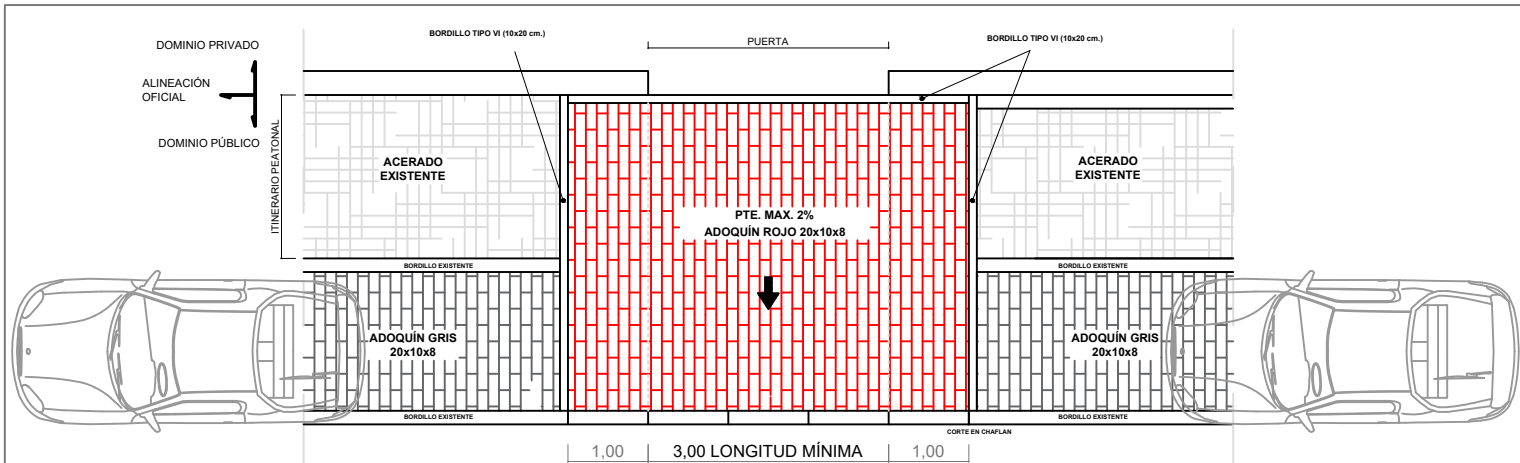 BORDILLO TIPO VI (10x20 cm.)
PUERTA
BORDILLO TIPO VI (10x20 cm.)
DOMINIO PRIVADO
ALINEACIÓN
OFICIAL
DOMINIO PÚBLICO
ITINERARIO PEATONAL
ACERADO
EXISTENTE
ACERADO
EXISTENTE
PTE. MAX. 2%
ADOQUÍN ROJO 20x10x8
BORDILLO EXISTENTE
BORDILLO EXISTENTE
ADOQUÍN GRIS
20x10x8
ADOQUÍN GRIS
20x10x8
BORDILLO EXISTENTE
BORDILLO EXISTENTE
CORTE EN CHAFLAN
1,00
3,00 LONGITUD MÍNIMA
1,00